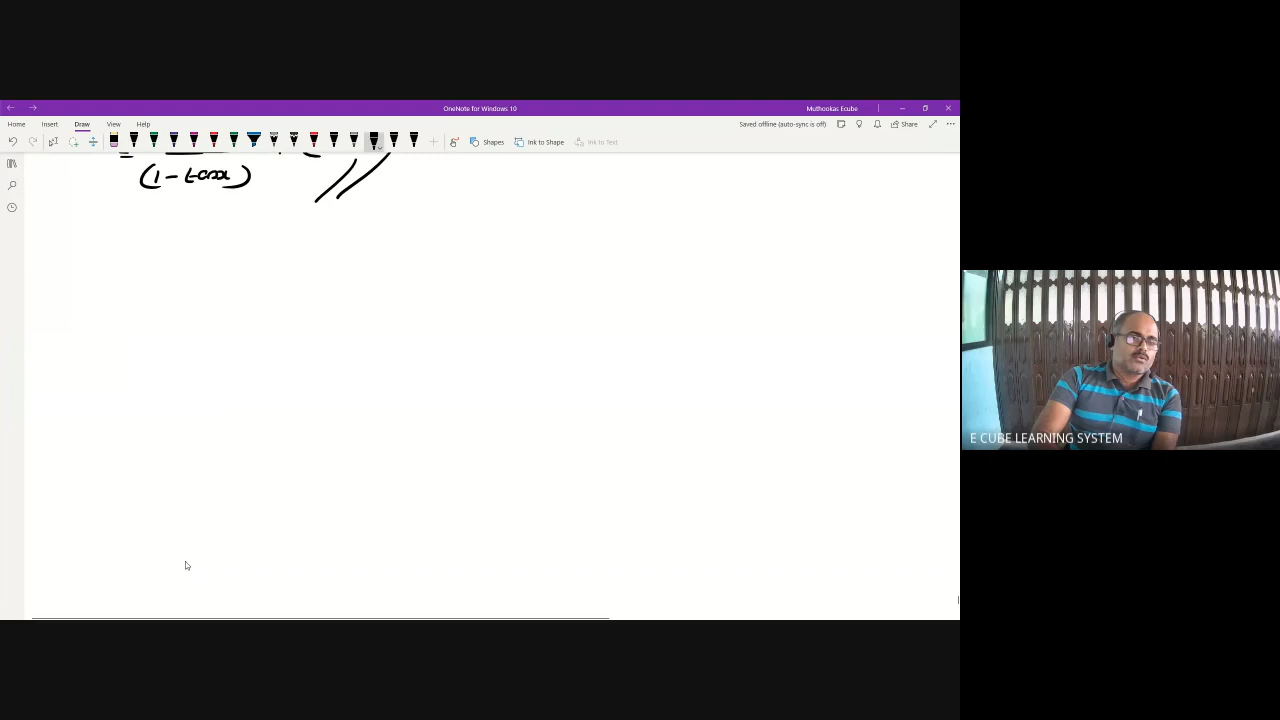 OneNote for Windows 10
Muthookas Ecube
Home Insert Draw View Help
Saved offline (auto-sync is off)
Share
Shapes
Ink to Shape
Ink to Text
(1 - tanx)
E CUBE LEARNING SYSTEM